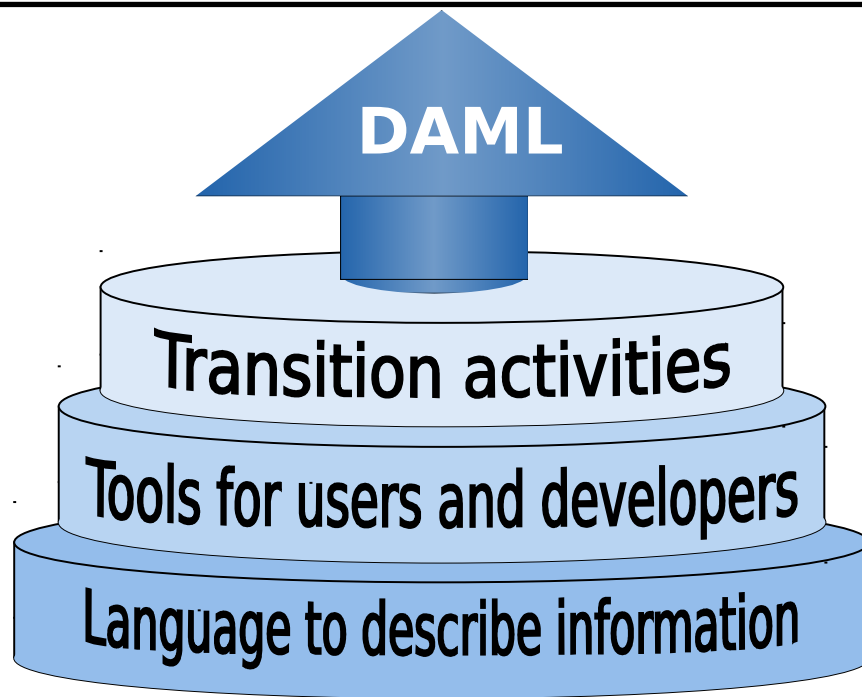 DAML
Transition activities
Tools for users and developers
Language to describe information